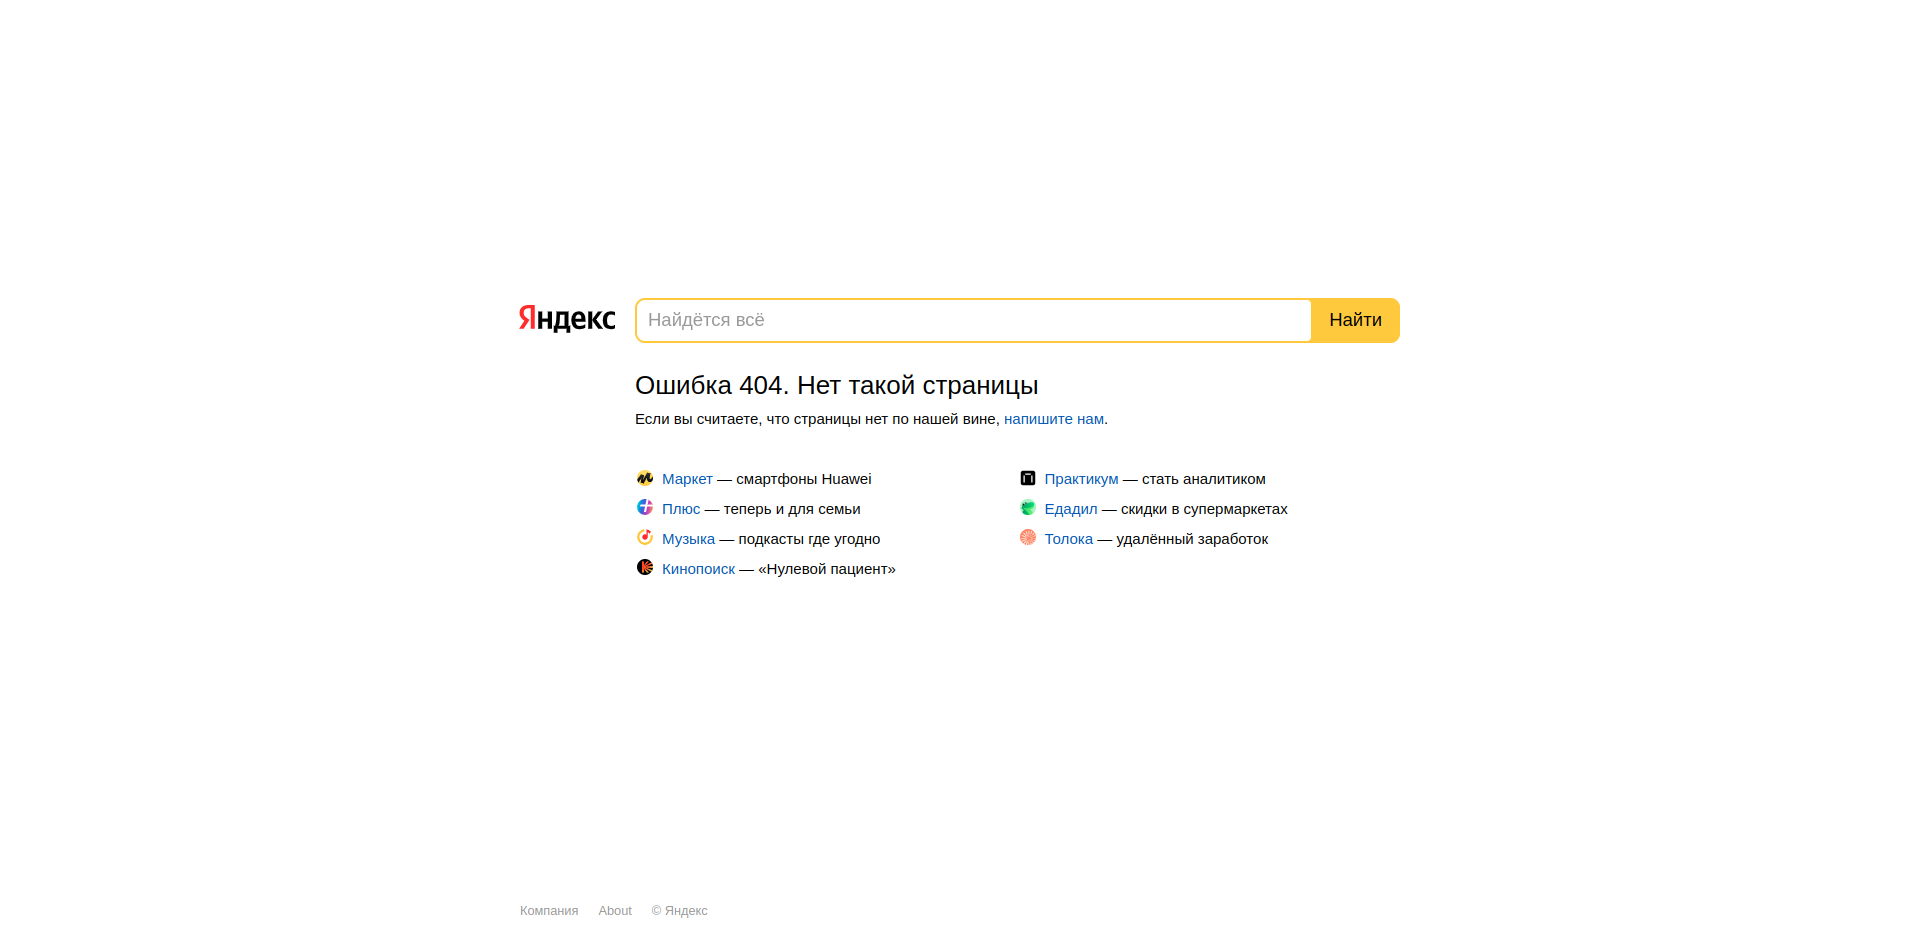 Яндекс
Найдётся всё
Найти
Ошибка 404. Нет такой страницы
Если вы считаете, что страницы нет по нашей вине, напишите нам.
Маркет — смартфоны Huawei
Плюс — теперь и для семьи
Музыка — подкасты где угодно
Кинопоиск — «Нулевой пациент»
Практикум — стать аналитиком
Едадил — скидки в супермаркетах
Толока — удалённый заработок
Компания About © Яндекс